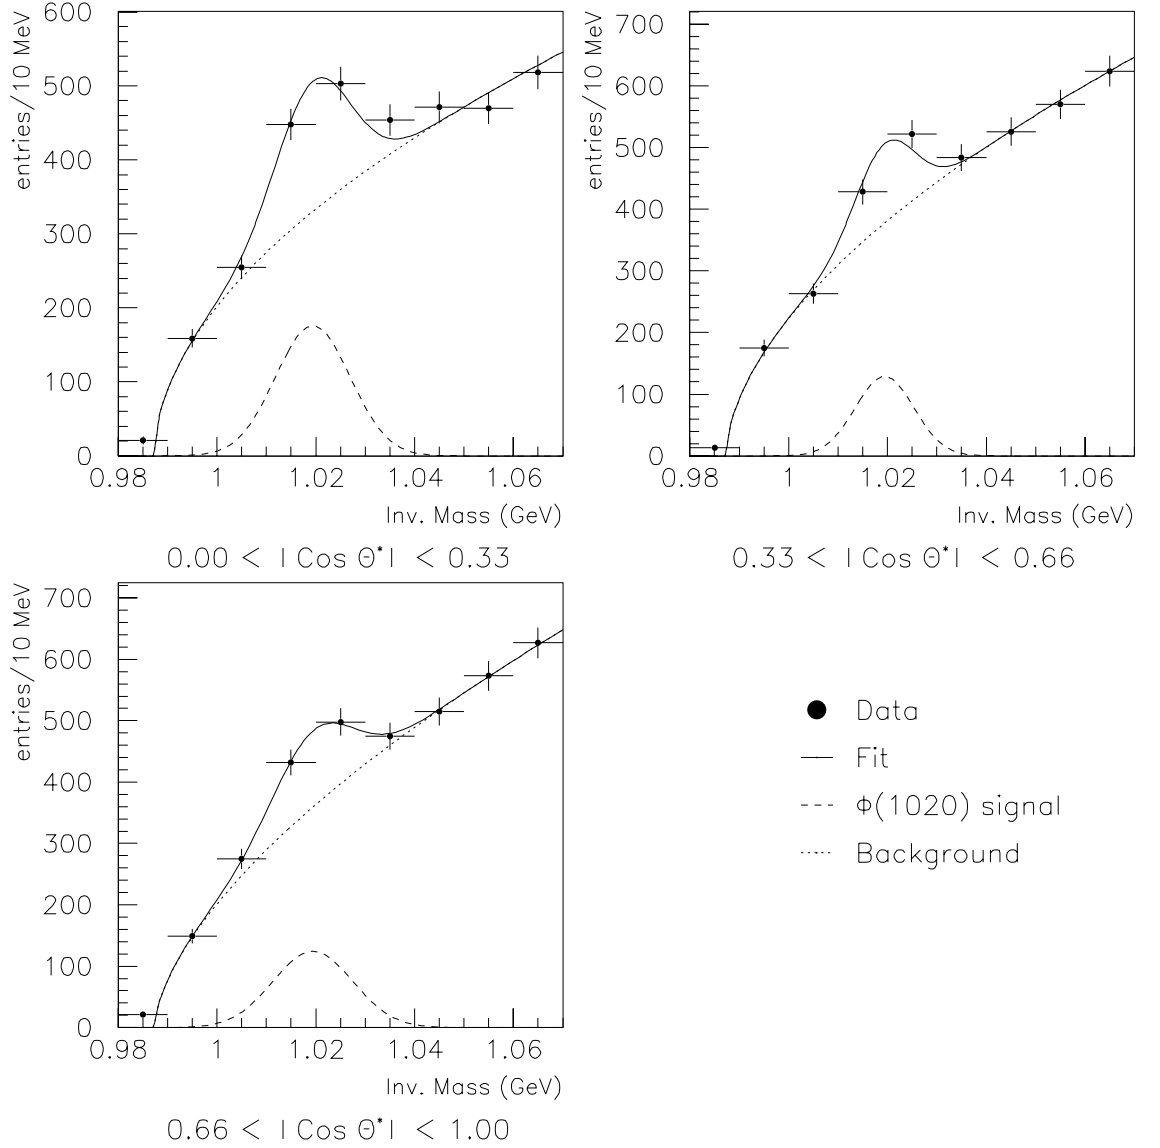 entries/10 MeV
600
500
400
300
200
100
0
0.98 1 1.02 1.04 1.06
Inv. Mass (GeV)
0.00 < | Cos Θ* | < 0.33
entries/10 MeV
700
600
500
400
300
200
100
0
0.98 1 1.02 1.04 1.06
Inv. Mass (GeV)
0.33 < | Cos Θ* | < 0.66
entries/10 MeV
700
600
500
400
300
200
100
0
0.98 1 1.02 1.04 1.06
Inv. Mass (GeV)
0.66 < | Cos Θ* | < 1.00
Data
Fit
Φ(1020) signal
Background